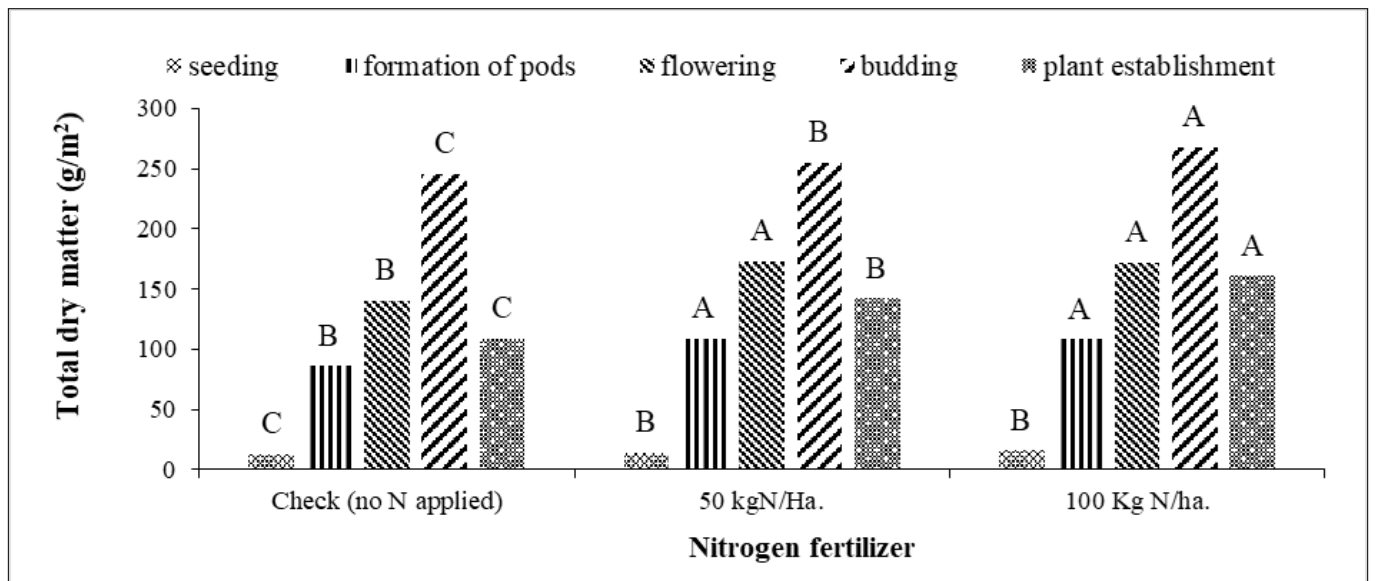 seeding formation of pods flowering budding plant establishment
Total dry matter (g/m²)
300
250
200
150
100
50
0
C B B C C
B A A B B
B A A A A
Check (no N applied) 50 kgN/Ha. 100 Kg N/ha.
Nitrogen fertilizer